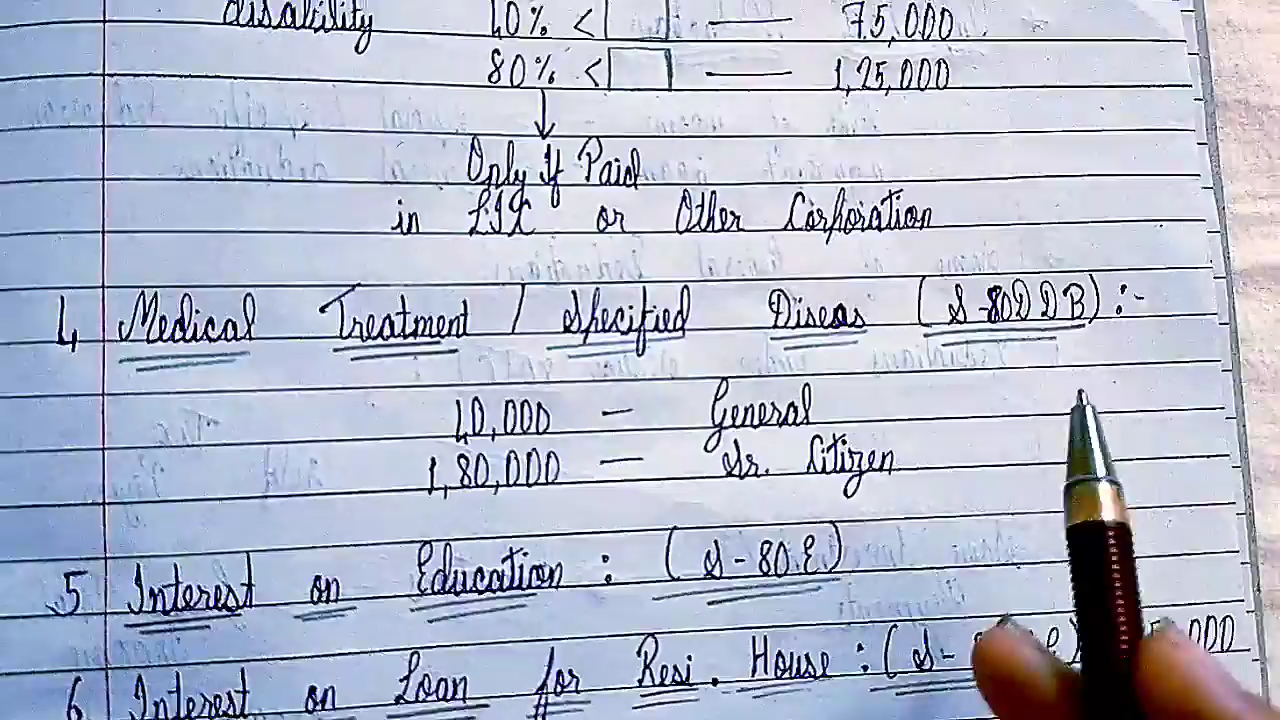 disability 40% < 75,000
80% < 1,25,000
Only If Paid
in LIC or Other Corporation
4 Medical Treatment / Specified Diseas (S-80DDB) :-
40,000 — General
1,80,000 — Sr. Citizen
5 Interest on Education : (S-80.E)
6 Interest on Loan for Resi. House : (S-